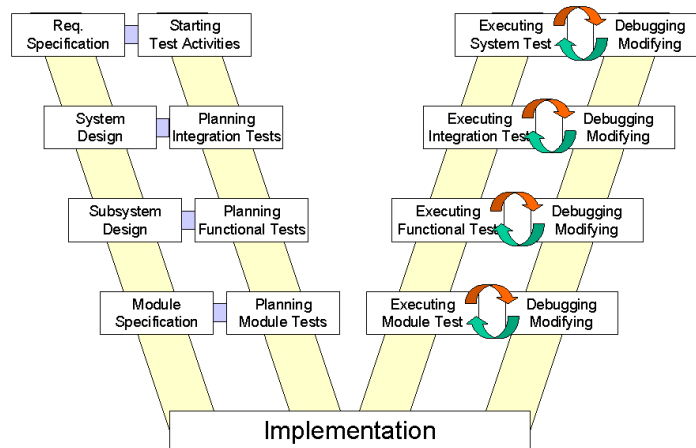 Req.
Specification
Starting
Test Activities
Executing
System Test
Debugging
Modifying
System
Design
Planning
Integration Tests
Executing
Integration Test
Debugging
Modifying
Subsystem
Design
Planning
Functional Tests
Executing
Functional Test
Debugging
Modifying
Module
Specification
Planning
Module Tests
Executing
Module Test
Debugging
Modifying
Implementation